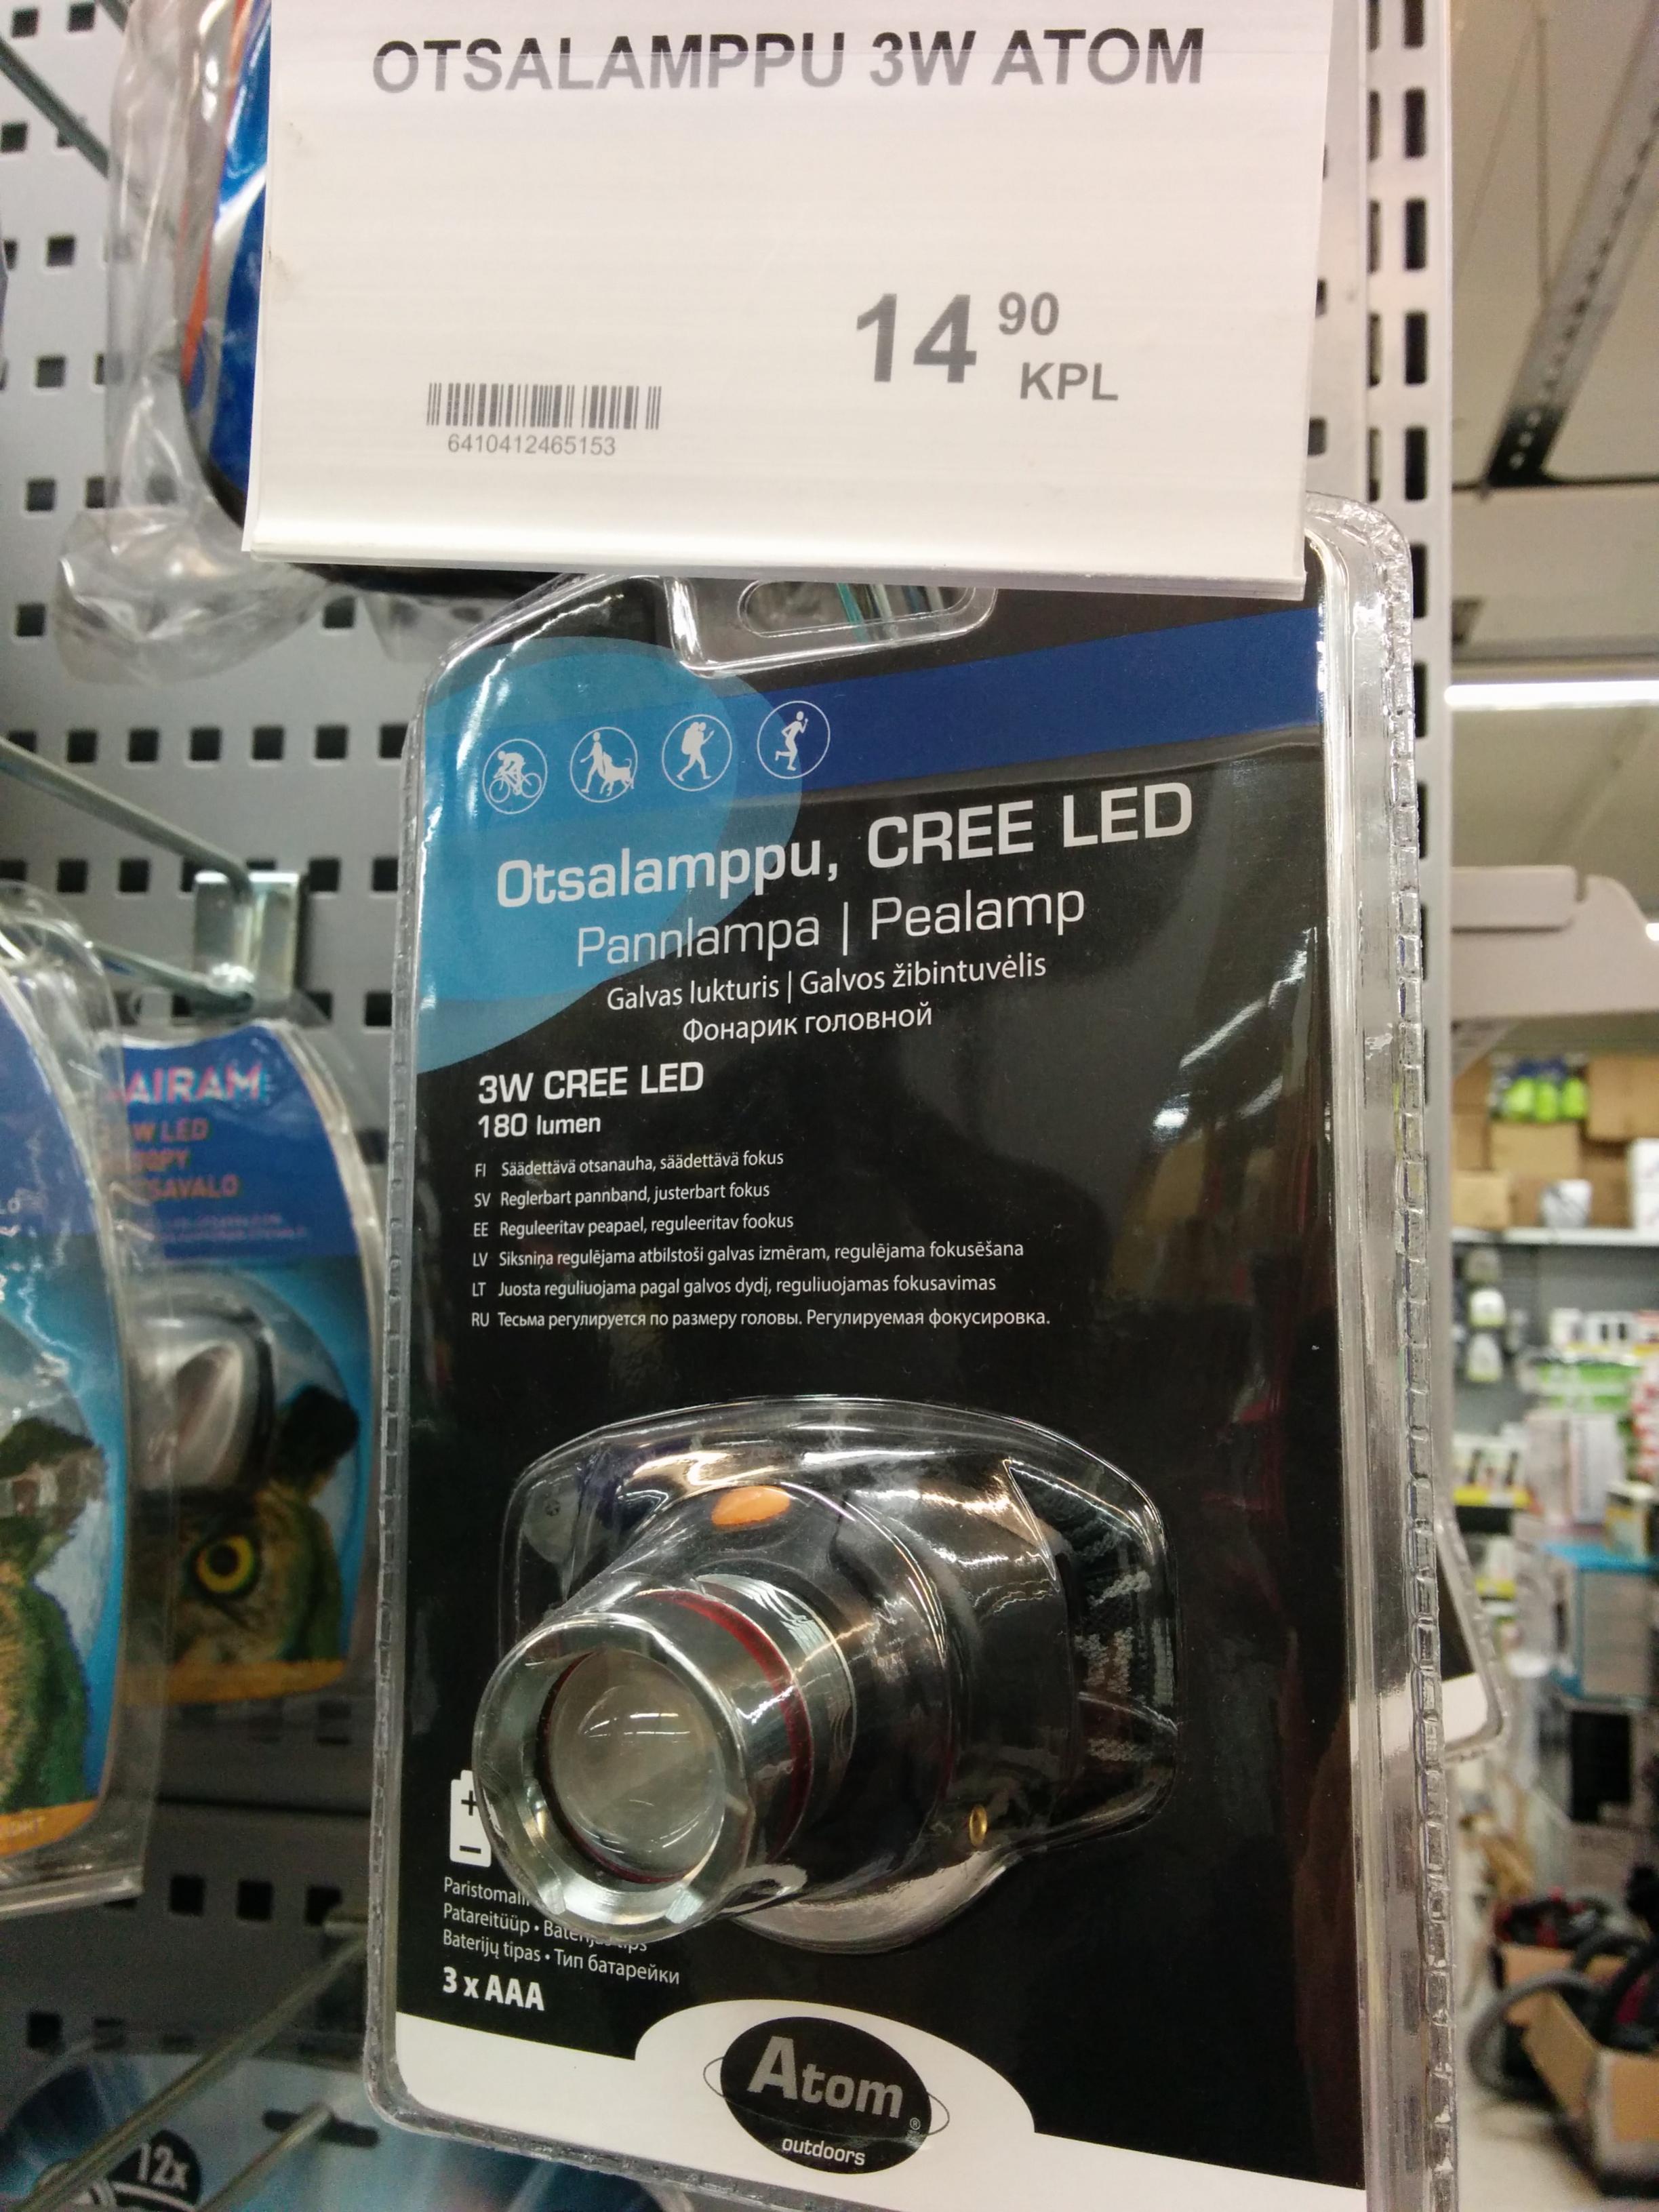 OTSALAMPPU 3W ATOM
14 90
KPL
6410412465153
Otsalamppu, CREE LED
Pannlampa | Pealamp
Galvas lukturis | Galvos žibintuvėlis
Фонарик головной
3W CREE LED
180 lumen
FI Säädettävä otsanauha, säädettävä fokus
SV Reglerbart pannband, justerbart fokus
EE Reguleeritav peapael, reguleeritav fookus
LV Siksniņa regulējama atbilstoši galvas izmēram, regulējama fokusēšana
LT Juosta reguliuojama pagal galvos dydį, reguliuojamas fokusavimas
RU Тесьма регулируется по размеру головы. Регулируемая фокусировка.
AIRAM
W LED
+
−
Patareitüüp •
Baterijų tipas • Тип батарейки
3 x AAA
Atom
®
outdoors
12x